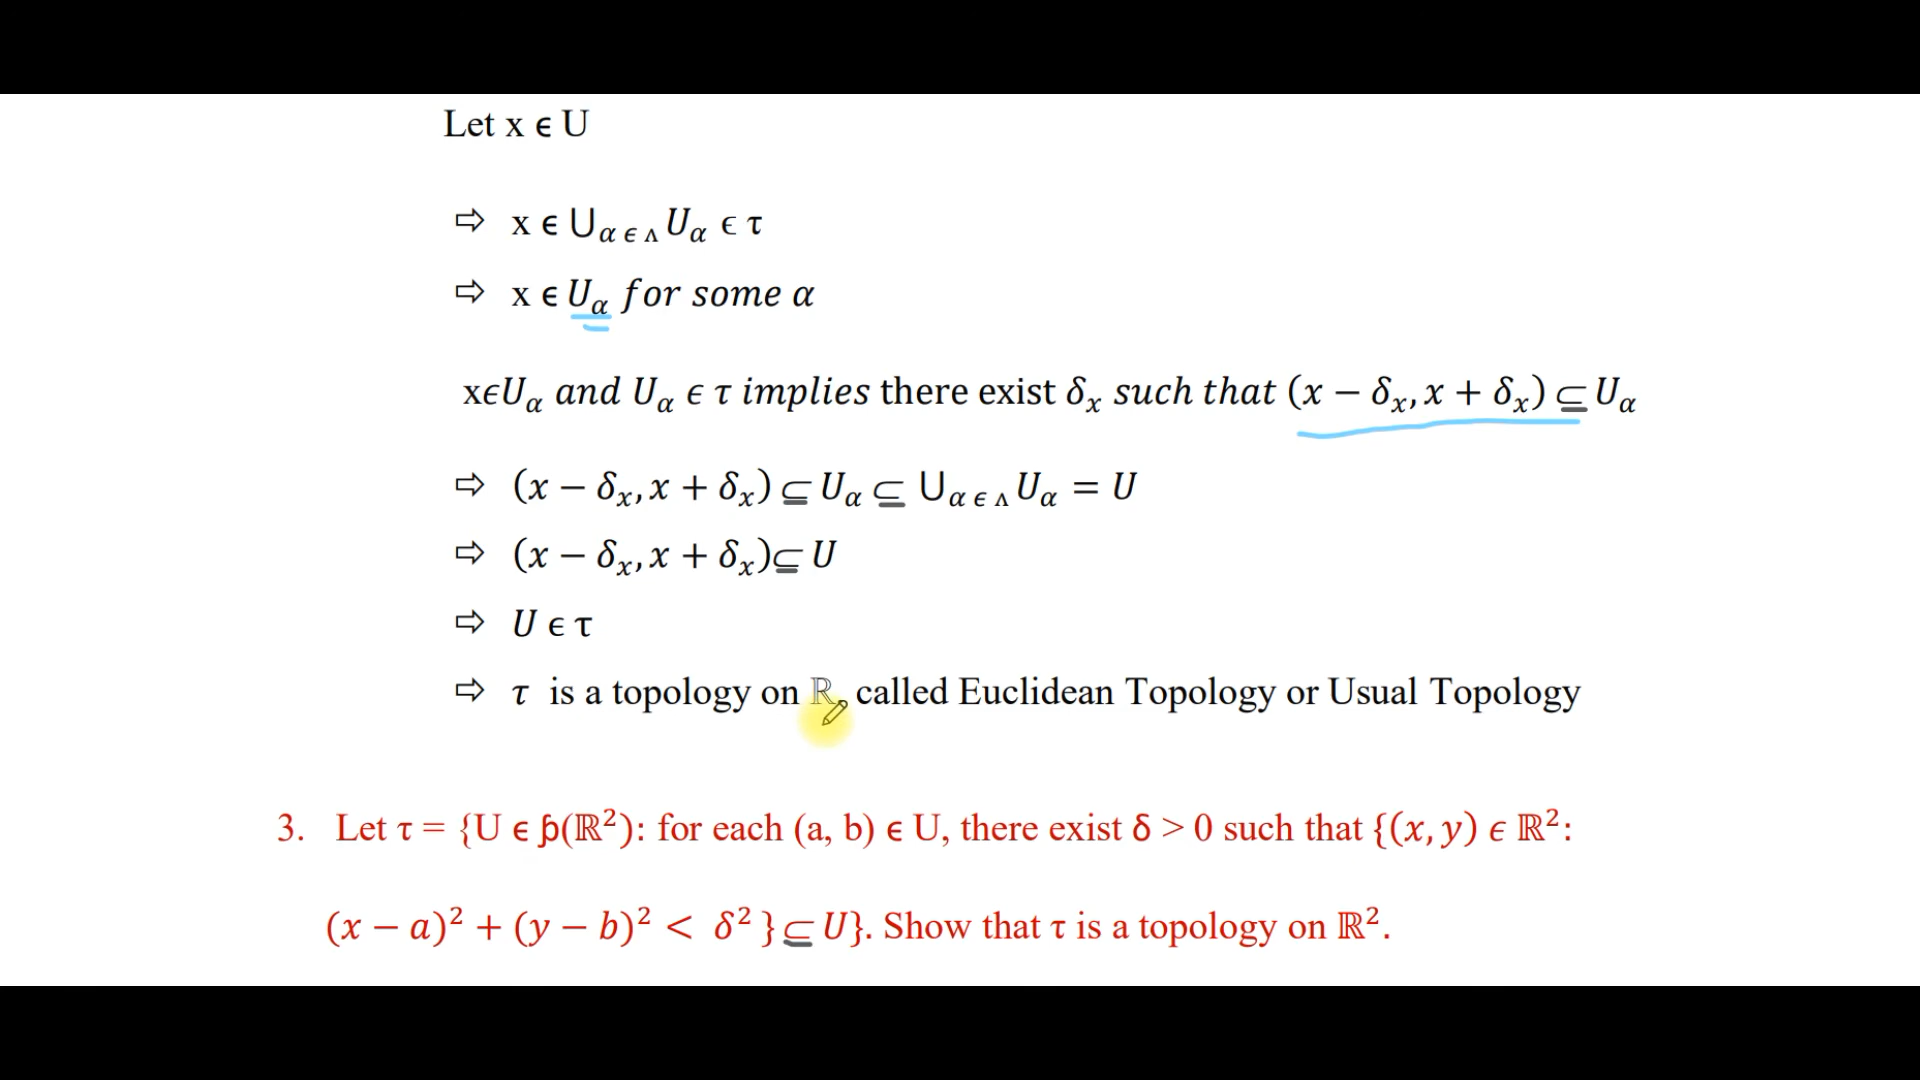 Let x ϵ U
⇨ x ϵ ⋃α ϵ ʌ Uα ϵ τ
⇨ x ϵ Uα for some α
xϵUα and Uα ϵ τ implies there exist δx such that (x − δx, x + δx) ⊆ Uα
⇨ (x − δx, x + δx) ⊆ Uα ⊆ ⋃α ϵ ʌ Uα = U
⇨ (x − δx, x + δx)⊆ U
⇨ U ϵ τ
⇨ τ is a topology on ℝ, called Euclidean Topology or Usual Topology
3. Let τ = {U ϵ ϸ(ℝ²): for each (a, b) ϵ U, there exist δ > 0 such that {(x, y) ϵ ℝ²:
(x − a)² + (y − b)² < δ² }⊆ U}. Show that τ is a topology on ℝ².